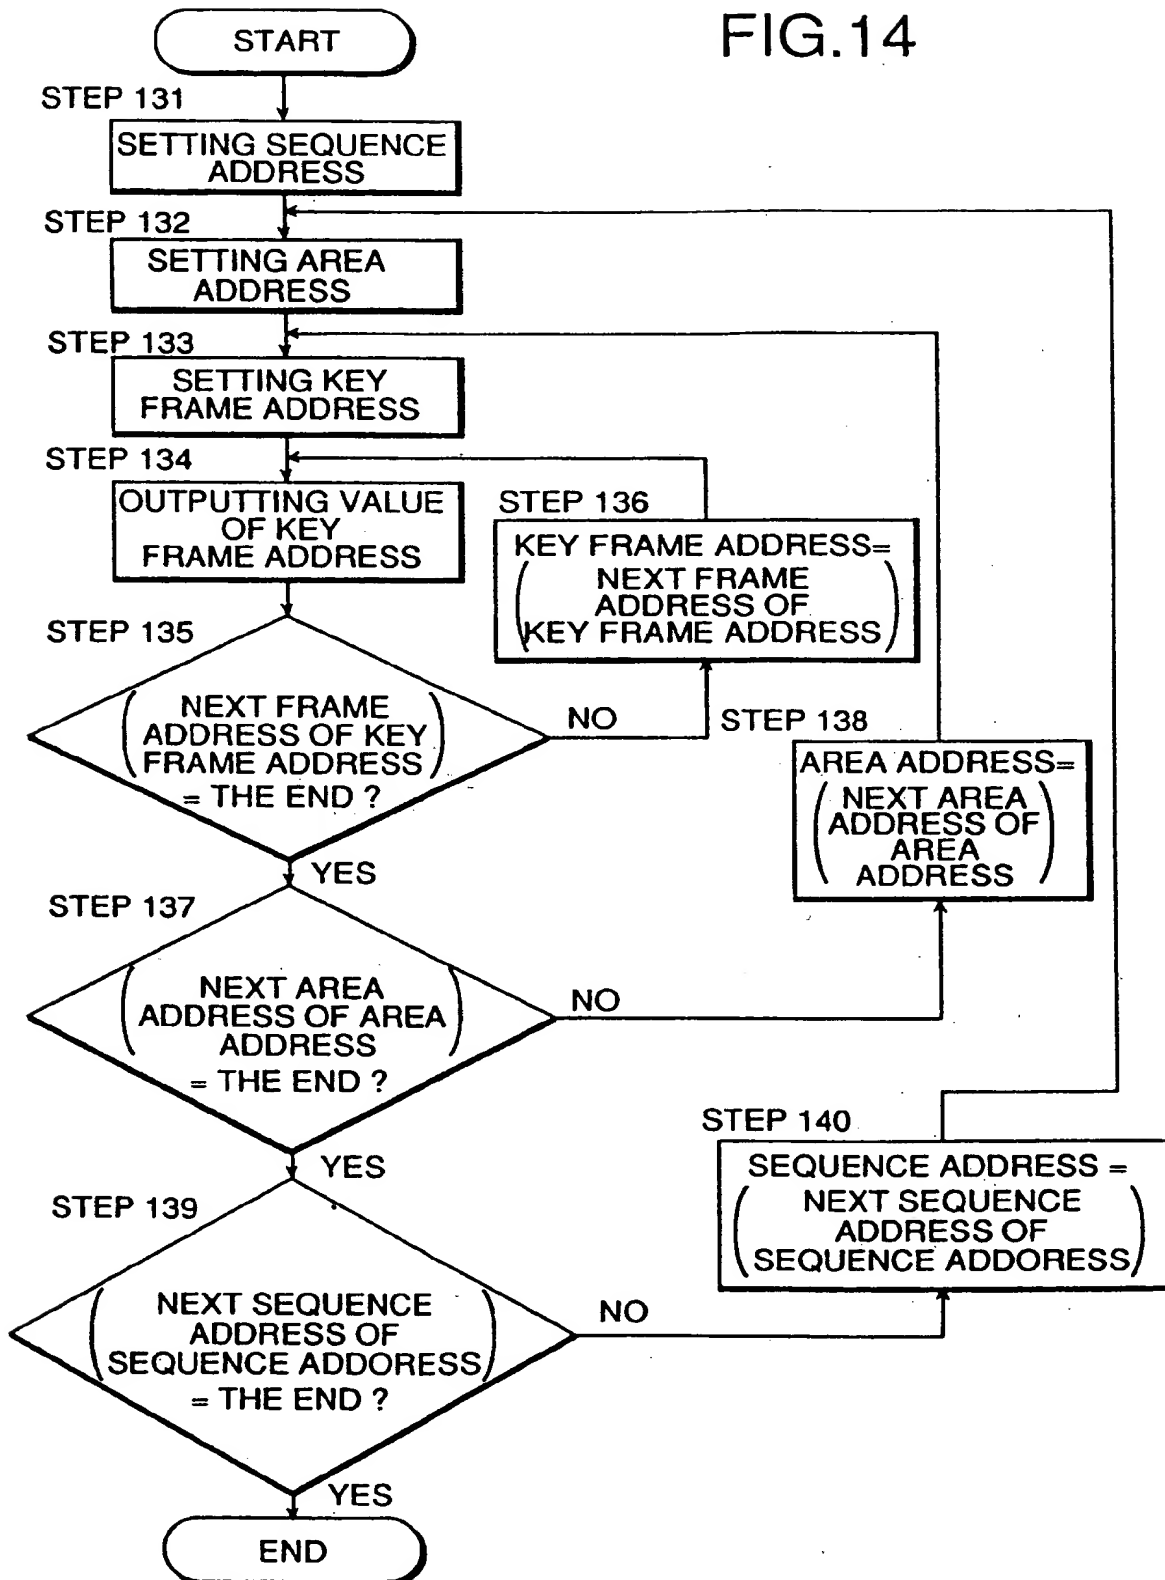 FIG.14
START
STEP 131
SETTING SEQUENCE
ADDRESS
STEP 132
SETTING AREA
ADDRESS
STEP 133
SETTING KEY
FRAME ADDRESS
STEP 134
OUTPUTTING VALUE
OF KEY
FRAME ADDRESS
STEP 135
(NEXT FRAME
ADDRESS OF KEY
FRAME ADDRESS)
= THE END ?
NO
STEP 136
KEY FRAME ADDRESS=
(NEXT FRAME
ADDRESS OF
KEY FRAME ADDRESS)
YES
STEP 137
(NEXT AREA
ADDRESS OF AREA
ADDRESS)
= THE END ?
NO
STEP 138
AREA ADDRESS=
(NEXT AREA
ADDRESS OF
AREA
ADDRESS)
YES
STEP 139
(NEXT SEQUENCE
ADDRESS OF
SEQUENCE ADDORESS)
= THE END ?
NO
STEP 140
SEQUENCE ADDRESS =
(NEXT SEQUENCE
ADDRESS OF
SEQUENCE ADDORESS)
YES
END